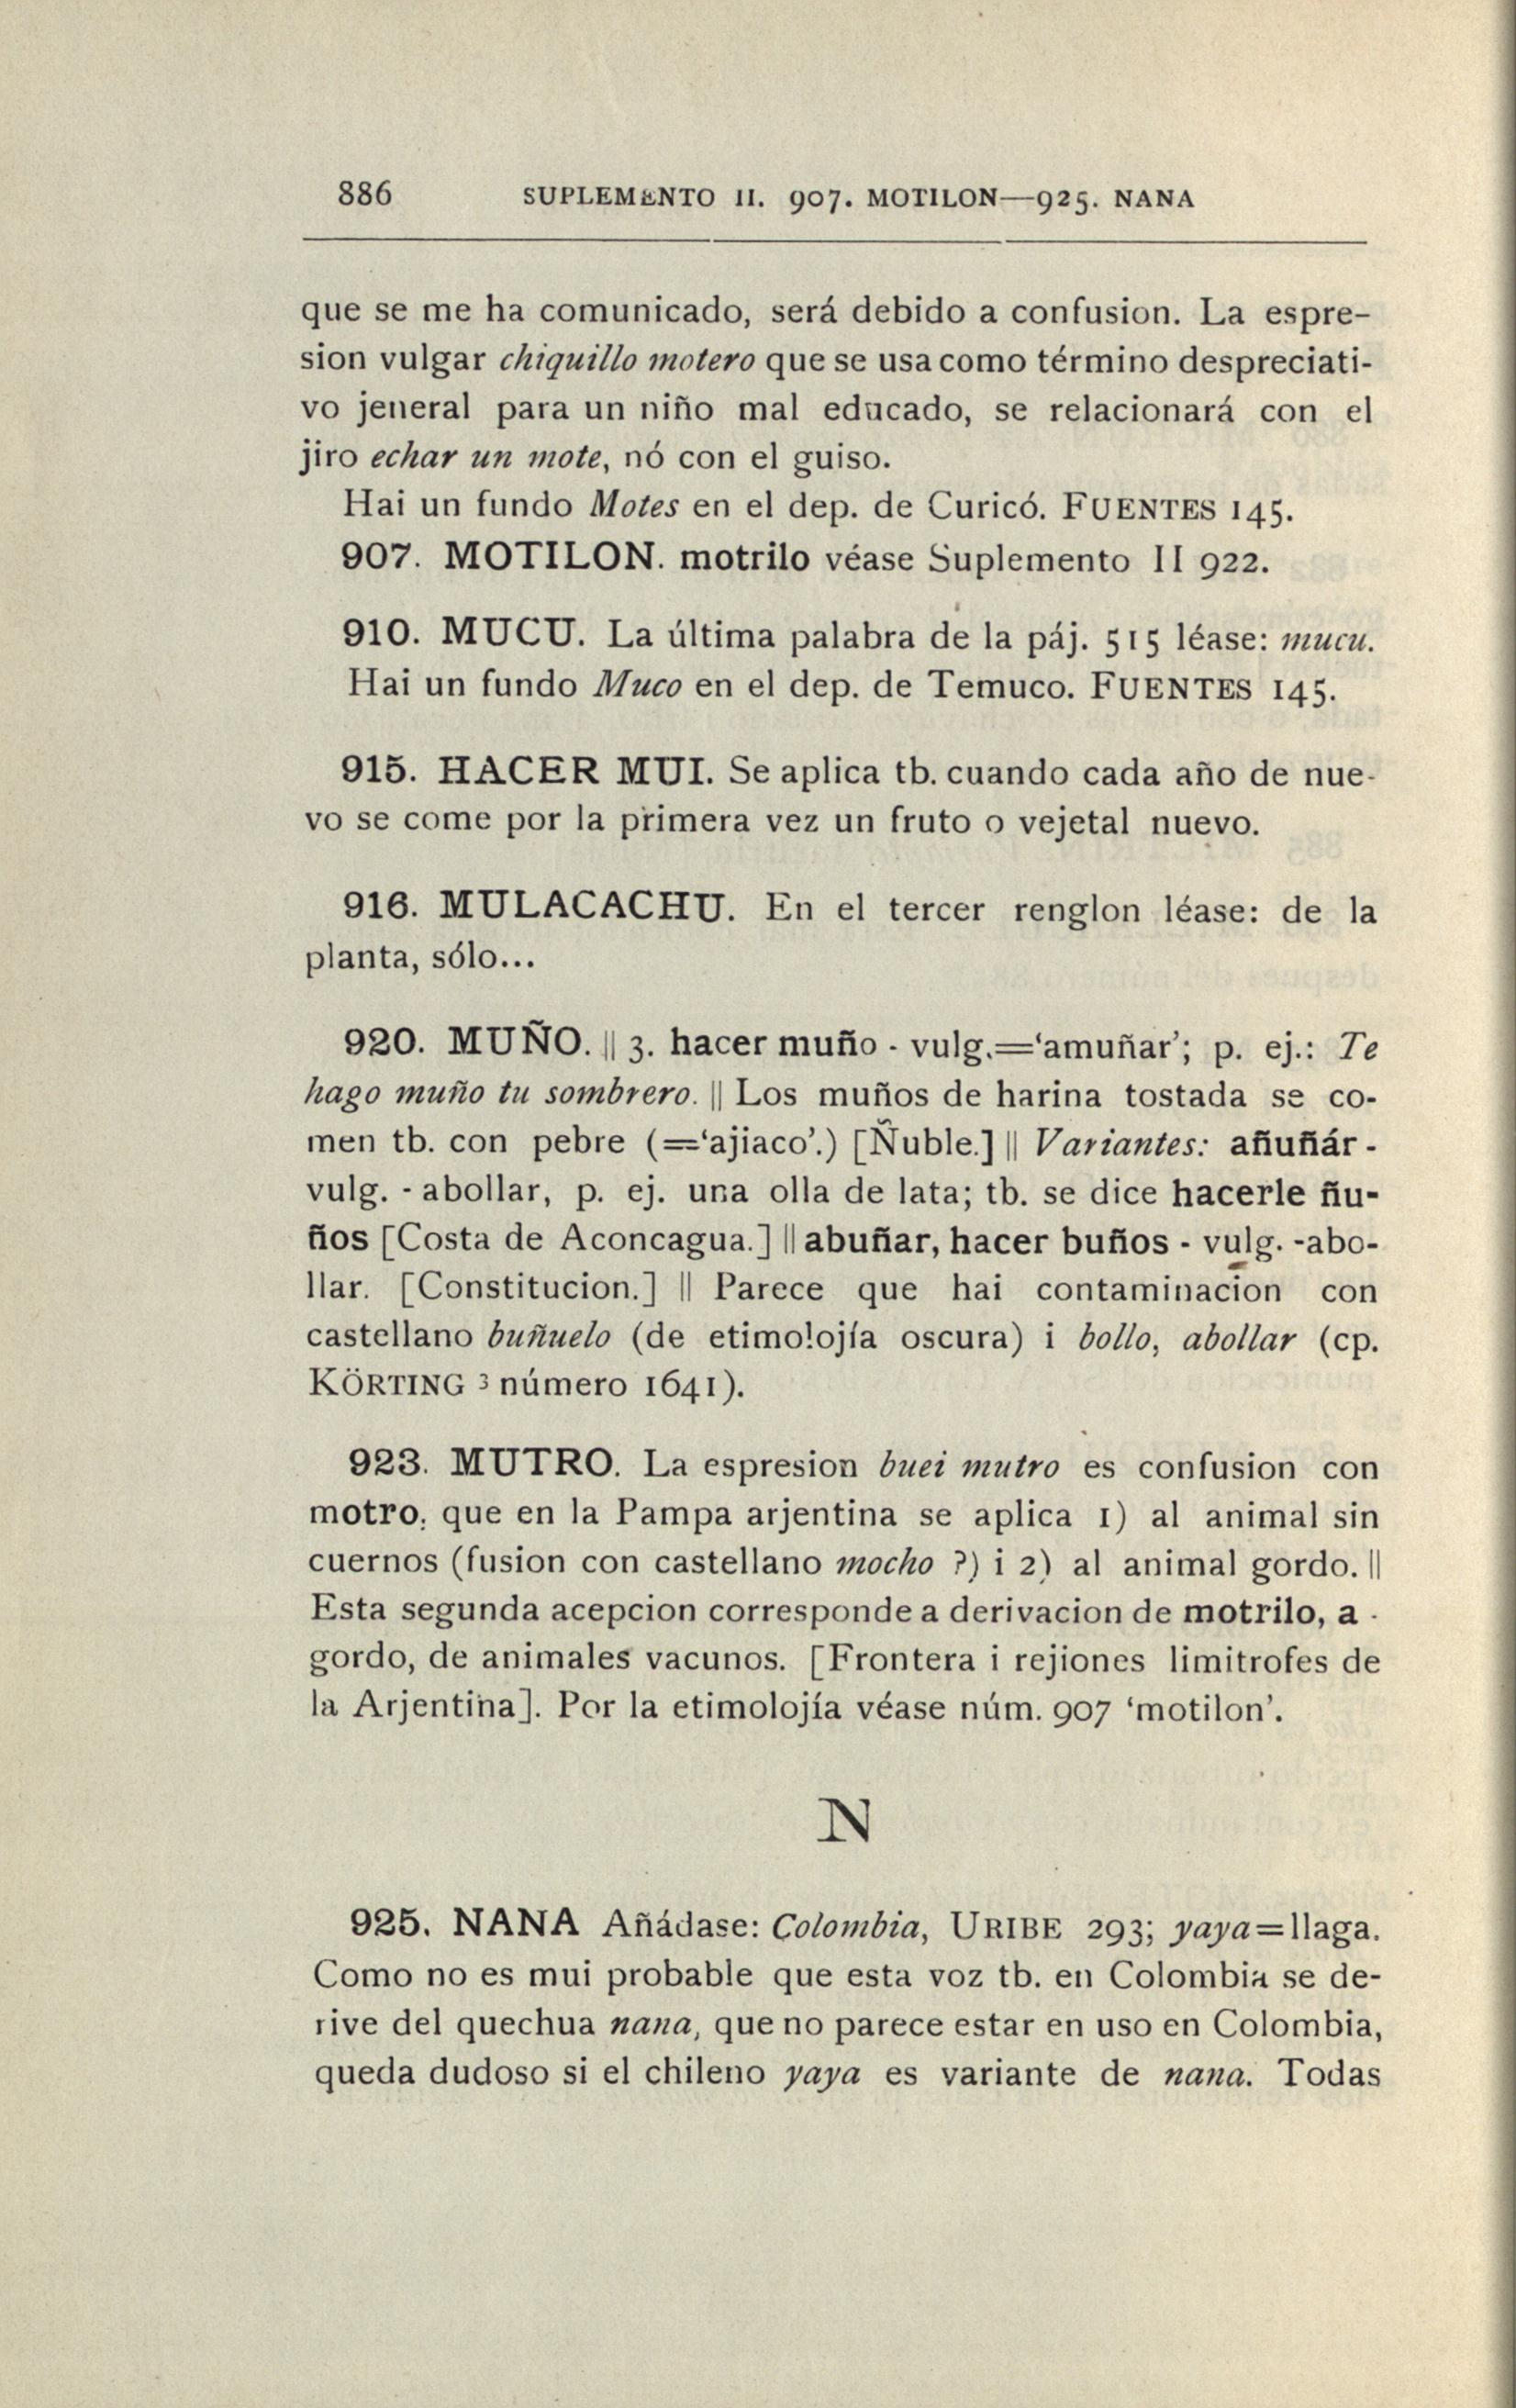 886 SUPLEMENTO II. 907. MOTILON—925. NANA
que se me ha comunicado, será debido a confusion. La espre-
sion vulgar chiquillo motero que se usa como término despreciati-
vo jeneral para un niño mal educado, se relacionará con el
jiro echar un mote, nó con el guiso.
Hai un fundo Motes en el dep. de Curicó. FUENTES 145.
907. MOTILON. motrilo véase Suplemento II 922.
910. MUCU. La última palabra de la páj. 515 léase: mucu.
Hai un fundo Muco en el dep. de Temuco. FUENTES 145.
915. HACER MUI. Se aplica tb. cuando cada año de nue-
vo se come por la primera vez un fruto o vejetal nuevo.
916. MULACACHU. En el tercer renglon léase: de la
planta, sólo...
920. MUÑO. || 3. hacer muño - vulg.=‘amuñar’; p. ej.: Te
hago muño tu sombrero. || Los muños de harina tostada se co-
men tb. con pebre (=‘ajiaco’.) [Ñuble.] || Variantes: añuñár -
vulg. - abollar, p. ej. una olla de lata; tb. se dice hacerle ñu-
ños [Costa de Aconcagua.] || abuñar, hacer buños - vulg. -abo-
llar. [Constitucion.] || Parece que hai contaminacion con
castellano buñuelo (de etimolojía oscura) i bollo, abollar (cp.
KÖRTING ³ número 1641).
923. MUTRO. La espresion buei mutro es confusion con
motro, que en la Pampa arjentina se aplica 1) al animal sin
cuernos (fusion con castellano mocho ?) i 2) al animal gordo. ||
Esta segunda acepcion corresponde a derivacion de motrilo, a -
gordo, de animales vacunos. [Frontera i rejiones limitrofes de
la Arjentina]. Por la etimolojía véase núm. 907 ‘motilon’.
N
925. NANA Añádase: Colombia, URIBE 293; yaya=llaga.
Como no es mui probable que esta voz tb. en Colombia se de-
rive del quechua nana, que no parece estar en uso en Colombia,
queda dudoso si el chileno yaya es variante de nana. Todas